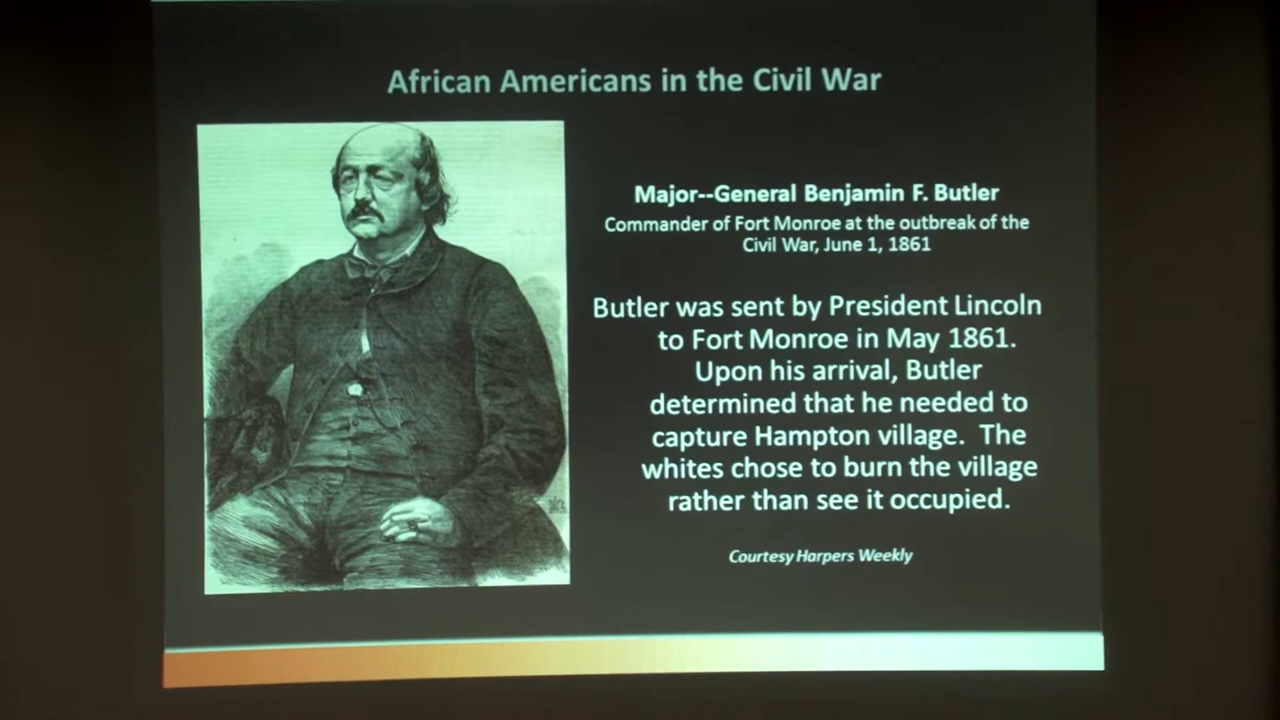 African Americans in the Civil War
Major--General Benjamin F. Butler
Commander of Fort Monroe at the outbreak of the
Civil War, June 1, 1861
Butler was sent by President Lincoln
to Fort Monroe in May 1861.
Upon his arrival, Butler
determined that he needed to
capture Hampton village. The
whites chose to burn the village
rather than see it occupied.
Courtesy Harpers Weekly